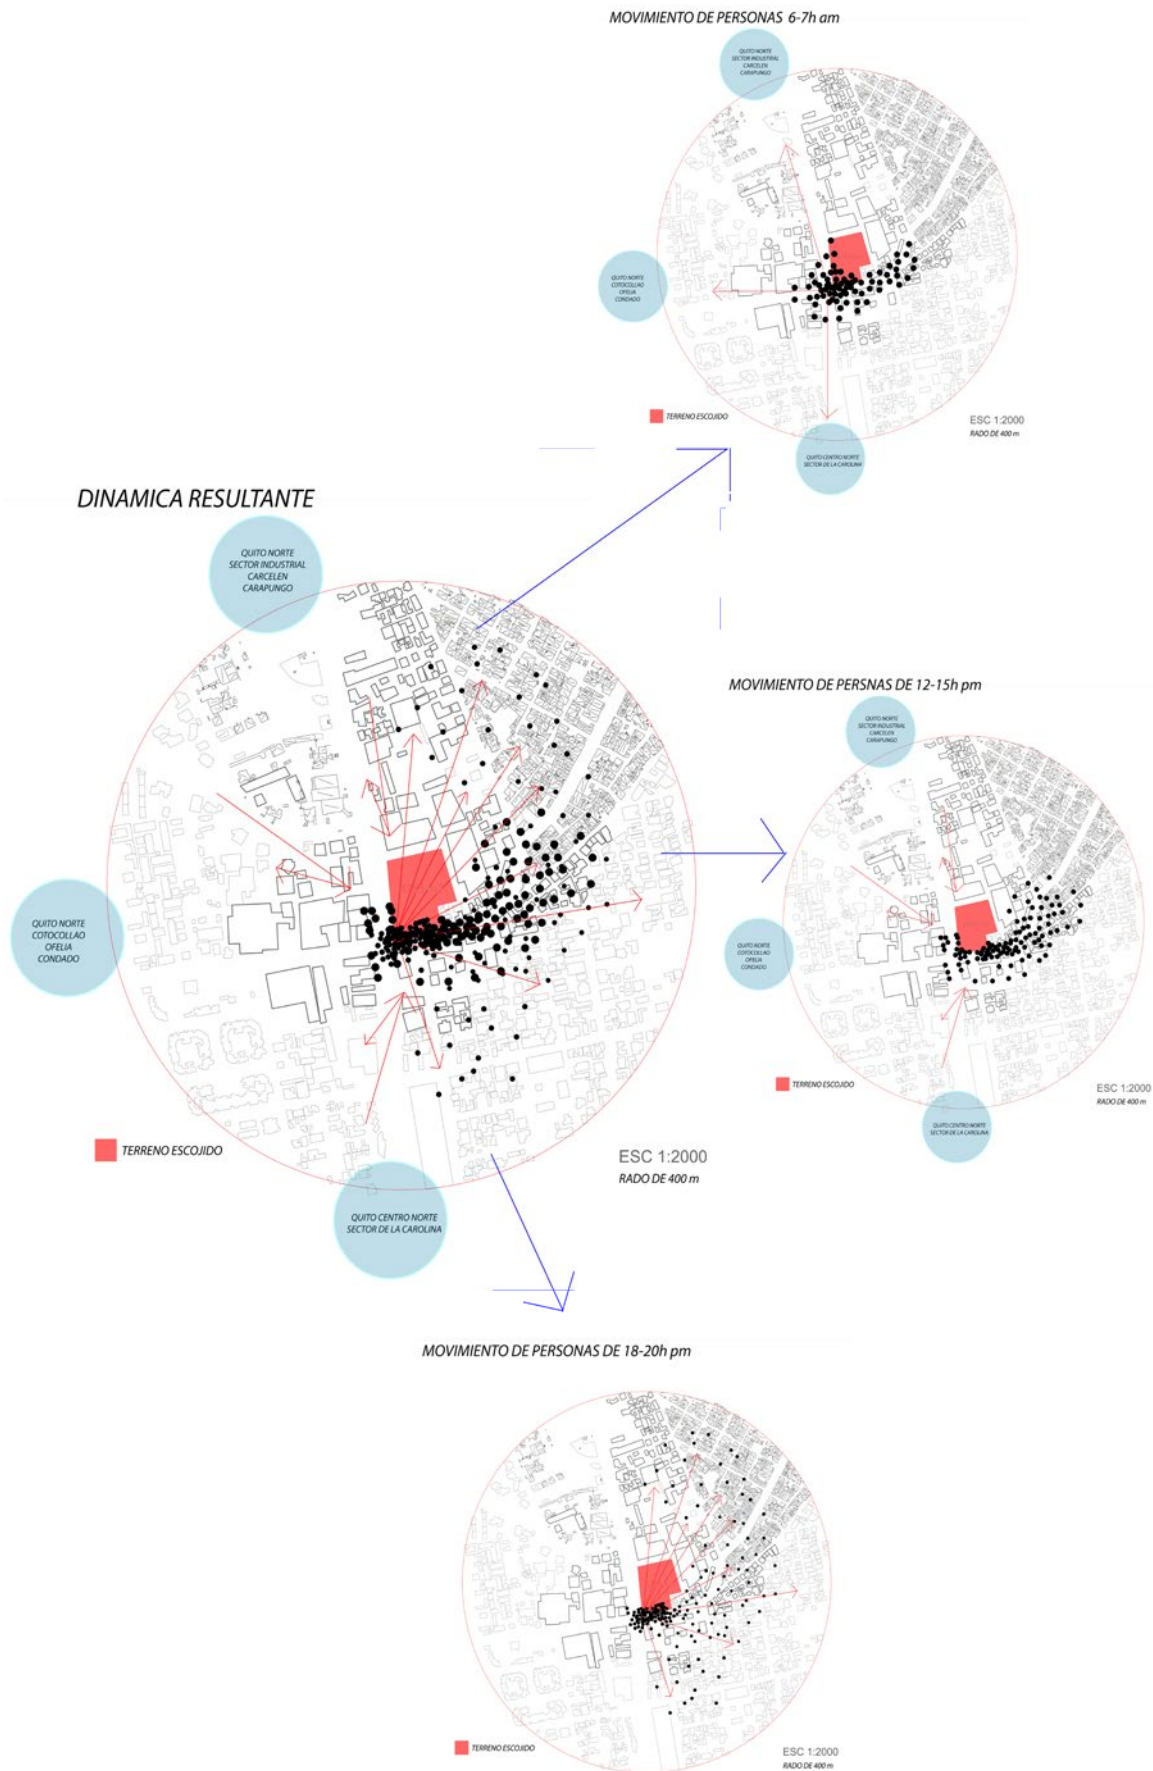 MOVIMIENTO DE PERSONAS 6-7h am
QUITO NORTE
SECTOR INDUSTRIAL
CARCELEN
CARAPUNGO
QUITO NORTE
COTOCOLLAO
OFELIA
CONDADO
TERRENO ESCOJIDO
ESC 1:2000
RADO DE 400 m
QUITO CENTRO NORTE
SECTOR DE LA CAROLINA
DINAMICA RESULTANTE
QUITO NORTE
SECTOR INDUSTRIAL
CARCELEN
CARAPUNGO
QUITO NORTE
COTOCOLLAO
OFELIA
CONDADO
TERRENO ESCOJIDO
ESC 1:2000
RADO DE 400 m
QUITO CENTRO NORTE
SECTOR DE LA CAROLINA
MOVIMIENTO DE PERSNAS DE 12-15h pm
QUITO NORTE
SECTOR INDUSTRIAL
CARCELEN
CARAPUNGO
QUITO NORTE
COTOCOLLAO
OFELIA
CONDADO
TERRENO ESCOJIDO
ESC 1:2000
RADO DE 400 m
QUITO CENTRO NORTE
SECTOR DE LA CAROLINA
MOVIMIENTO DE PERSONAS DE 18-20h pm
TERRENO ESCOJIDO
ESC 1:2000
RADO DE 400 m